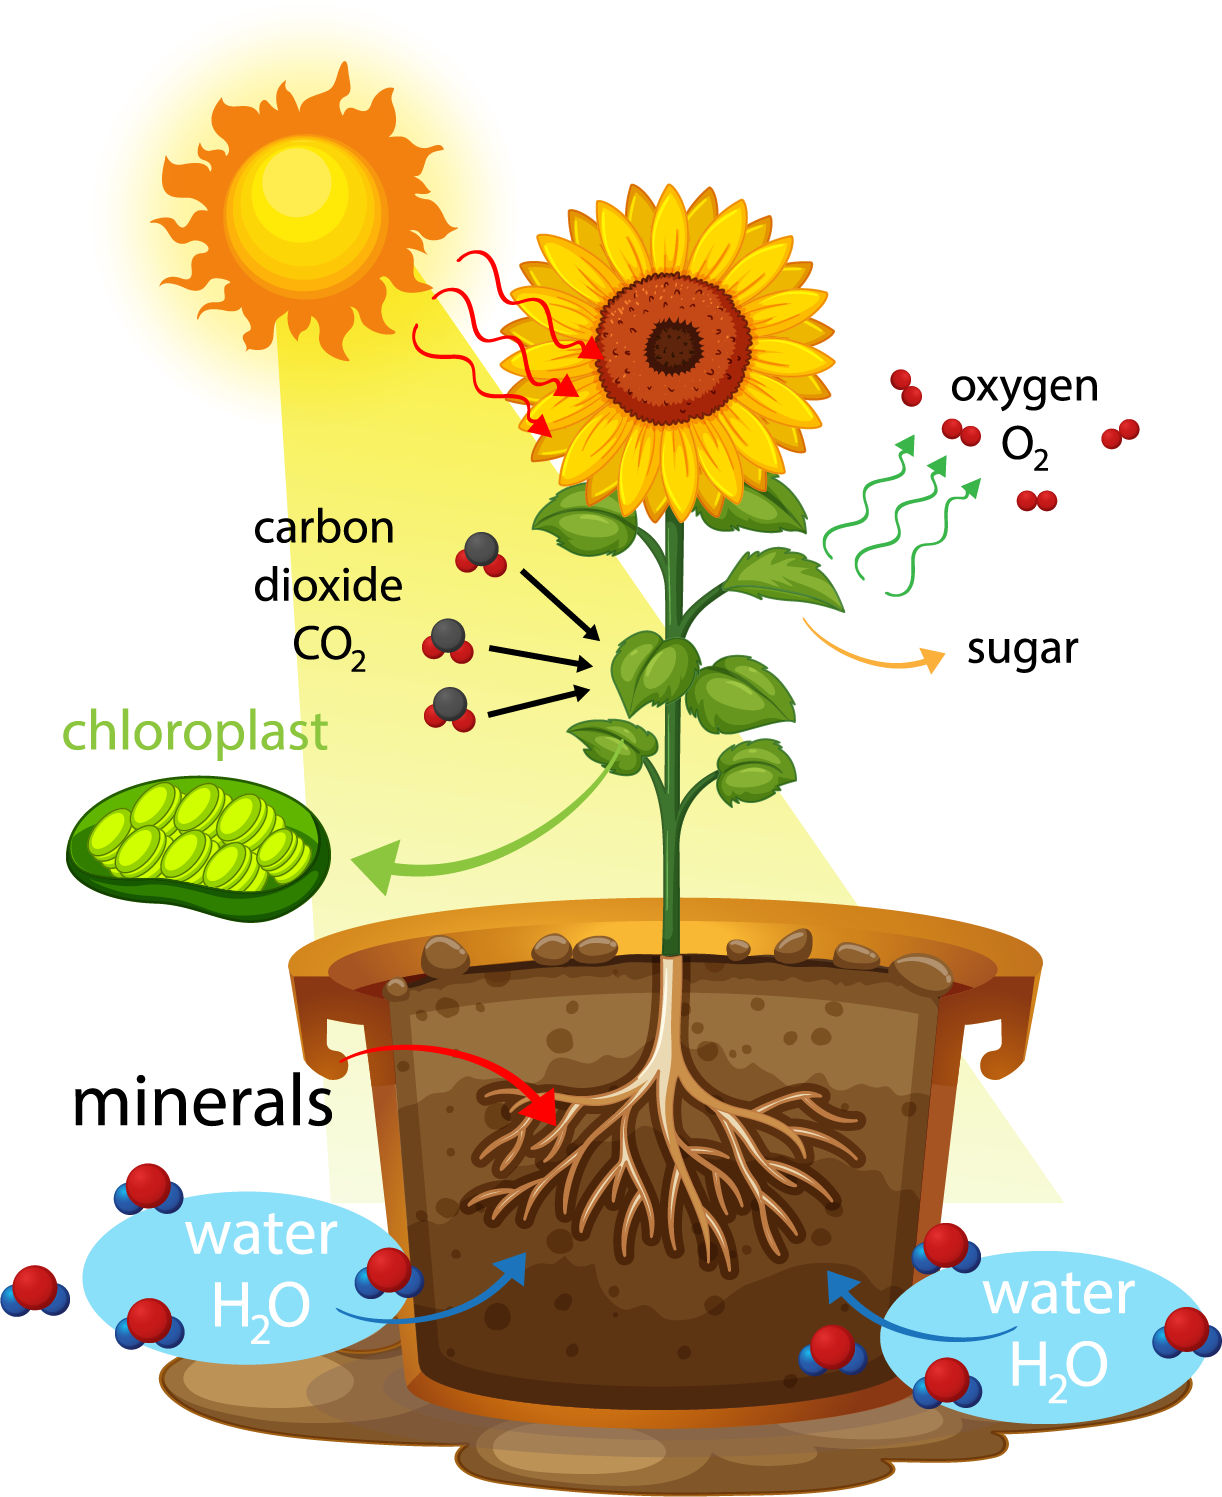 oxygen
O₂
carbon
dioxide
CO₂
sugar
chloroplast
minerals
water
H₂O
water
H₂O